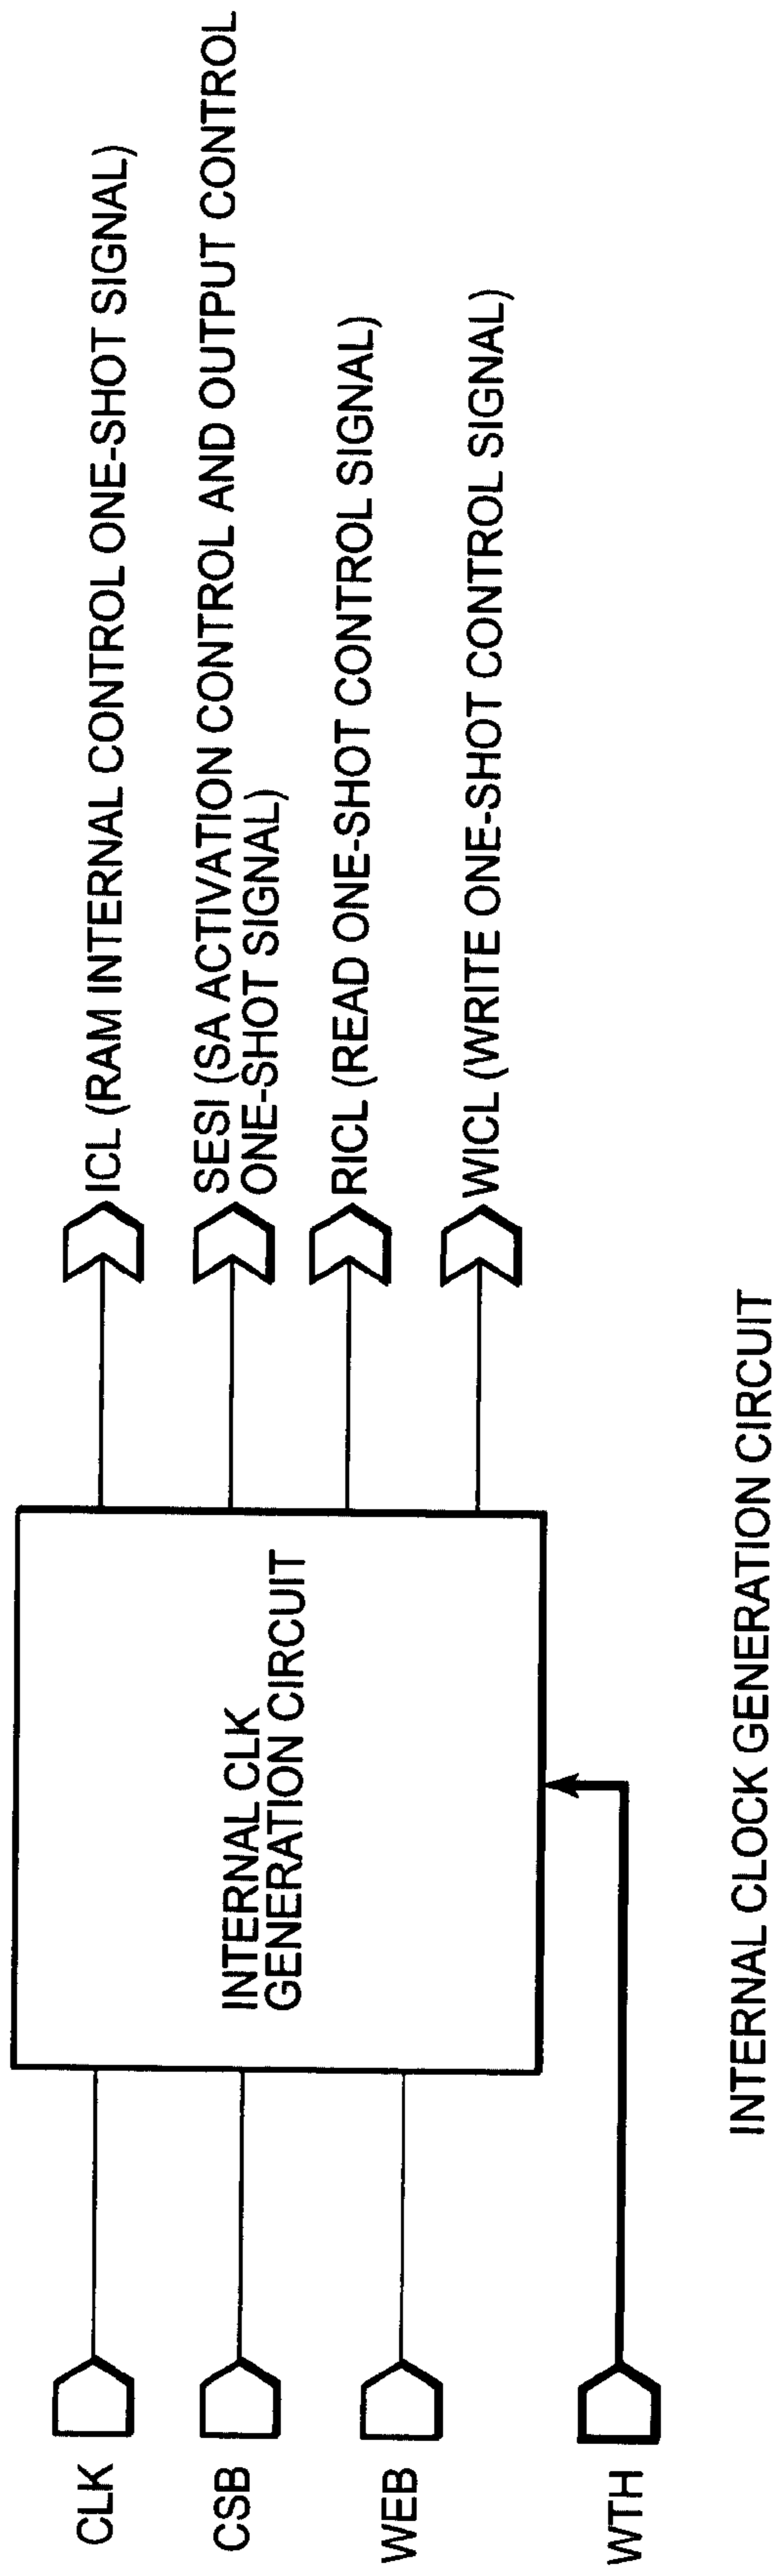 CLK
CSB
WEB
WTH
INTERNAL CLK
GENERATION CIRCUIT
ICL (RAM INTERNAL CONTROL ONE-SHOT SIGNAL)
SESI (SA ACTIVATION CONTROL AND OUTPUT CONTROL
ONE-SHOT SIGNAL)
RICL (READ ONE-SHOT CONTROL SIGNAL)
WICL (WRITE ONE-SHOT CONTROL SIGNAL)
INTERNAL CLOCK GENERATION CIRCUIT